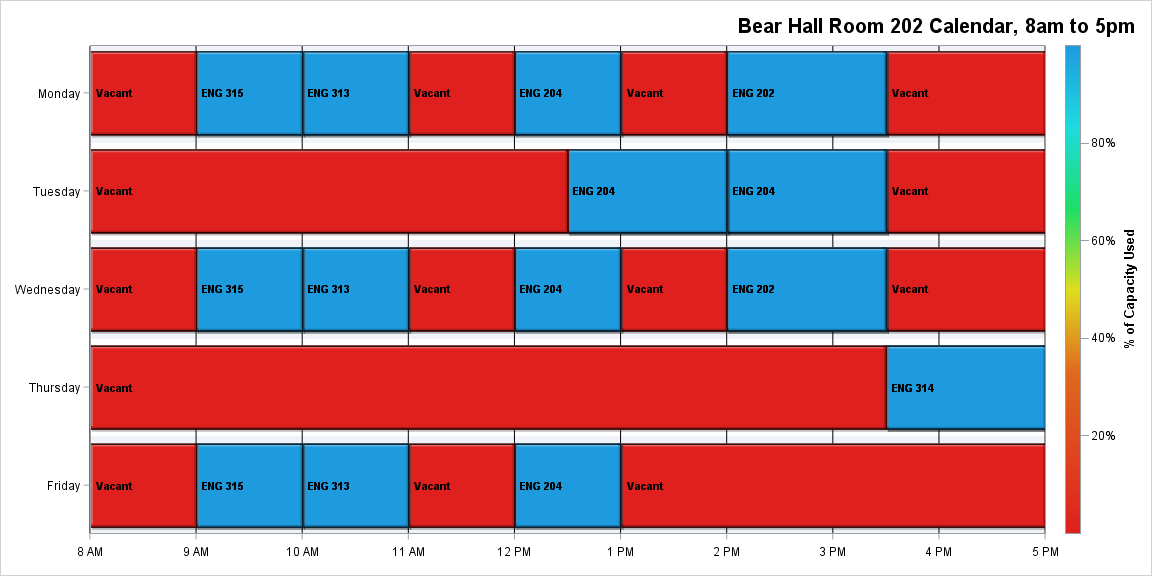 Bear Hall Room 202 Calendar, 8am to 5pm
Monday
Vacant
ENG 315
ENG 313
Vacant
ENG 204
Vacant
ENG 202
Vacant
Tuesday
Vacant
ENG 204
ENG 204
Vacant
Wednesday
Vacant
ENG 315
ENG 313
Vacant
ENG 204
Vacant
ENG 202
Vacant
Thursday
Vacant
ENG 314
Friday
Vacant
ENG 315
ENG 313
Vacant
ENG 204
Vacant
8 AM
9 AM
10 AM
11 AM
12 PM
1 PM
2 PM
3 PM
4 PM
5 PM
80%
60%
40%
20%
% of Capacity Used